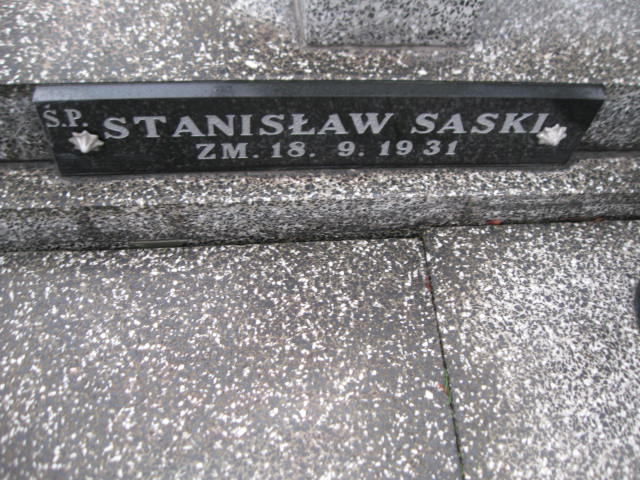 Ś.P. STANISŁAW SASKI
ZM. 18. 9. 1931